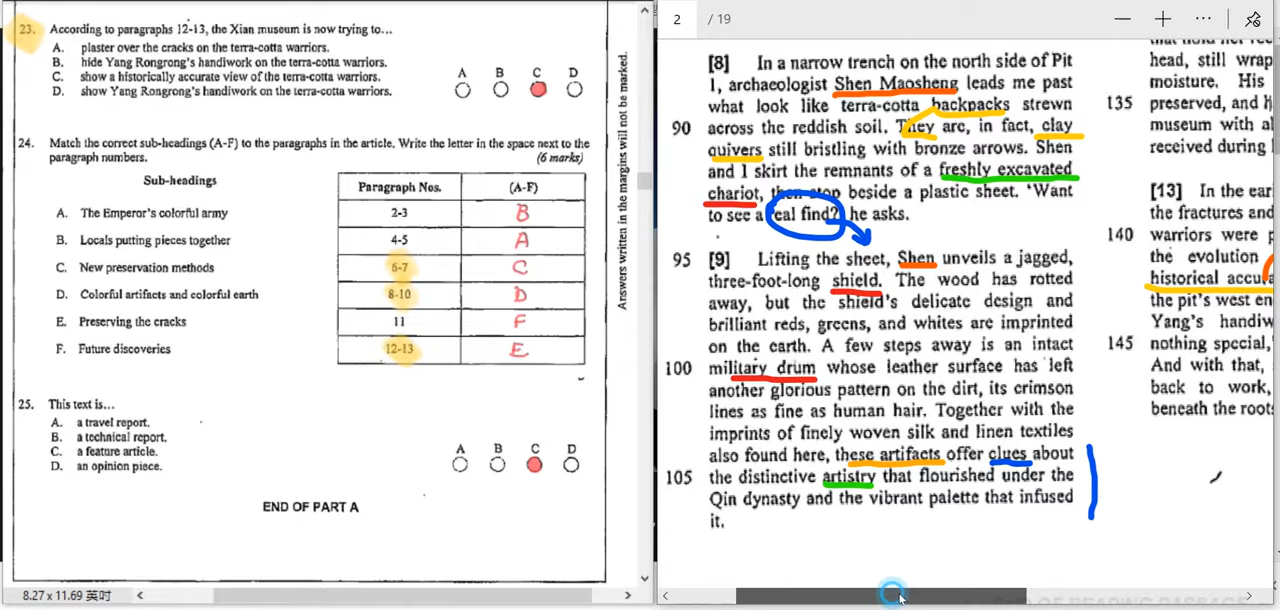 23. According to paragraphs 12-13, the Xian museum is now trying to...
A. plaster over the cracks on the terra-cotta warriors.
B. hide Yang Rongrong's handiwork on the terra-cotta warriors.
C. show a historically accurate view of the terra-cotta warriors.
D. show Yang Rongrong's handiwork on the terra-cotta warriors.
A B C D
24. Match the correct sub-headings (A-F) to the paragraphs in the article. Write the letter in the space next to the
paragraph numbers. (6 marks)
Sub-headings
A. The Emperor's colorful army
B. Locals putting pieces together
C. New preservation methods
D. Colorful artifacts and colorful earth
E. Preserving the cracks
F. Future discoveries
Paragraph Nos. (A-F)
2-3 B
4-5 A
6-7 C
8-10 D
11 F
12-13 E
25. This text is...
A. a travel report.
B. a technical report.
C. a feature article.
D. an opinion piece.
A B C D
END OF PART A
Answers written in the margins will not be marked.
8.27 x 11.69 英吋
2 / 19
[8] In a narrow trench on the north side of Pit
1, archaeologist Shen Maosheng leads me past
what look like terra-cotta backpacks strewn
90 across the reddish soil. They are, in fact, clay
quivers still bristling with bronze arrows. Shen
and I skirt the remnants of a freshly excavated
chariot, then stop beside a plastic sheet. 'Want
to see a real find?' he asks.
95 [9] Lifting the sheet, Shen unveils a jagged,
three-foot-long shield. The wood has rotted
away, but the shield's delicate design and
brilliant reds, greens, and whites are imprinted
on the earth. A few steps away is an intact
100 military drum whose leather surface has left
another glorious pattern on the dirt, its crimson
lines as fine as human hair. Together with the
imprints of finely woven silk and linen textiles
also found here, these artifacts offer clues about
105 the distinctive artistry that flourished under the
Qin dynasty and the vibrant palette that infused
it.
head, still wrap
moisture. His
135 preserved, and
museum with al
received during
[13] In the ear
the fractures and
140 warriors were
the evolution
historical accura
the pit's west en
Yang's handiw
145 nothing special,
And with that,
back to work,
beneath the root